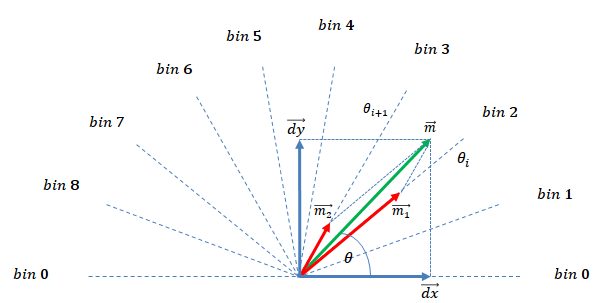 bin 4
bin 5
bin 3
bin 6
θᵢ₊₁
bin 2
bin 7
dy⃗
m⃗
θᵢ
bin 8
m₂⃗
m₁⃗
bin 1
θ
bin 0
bin 0
dx⃗